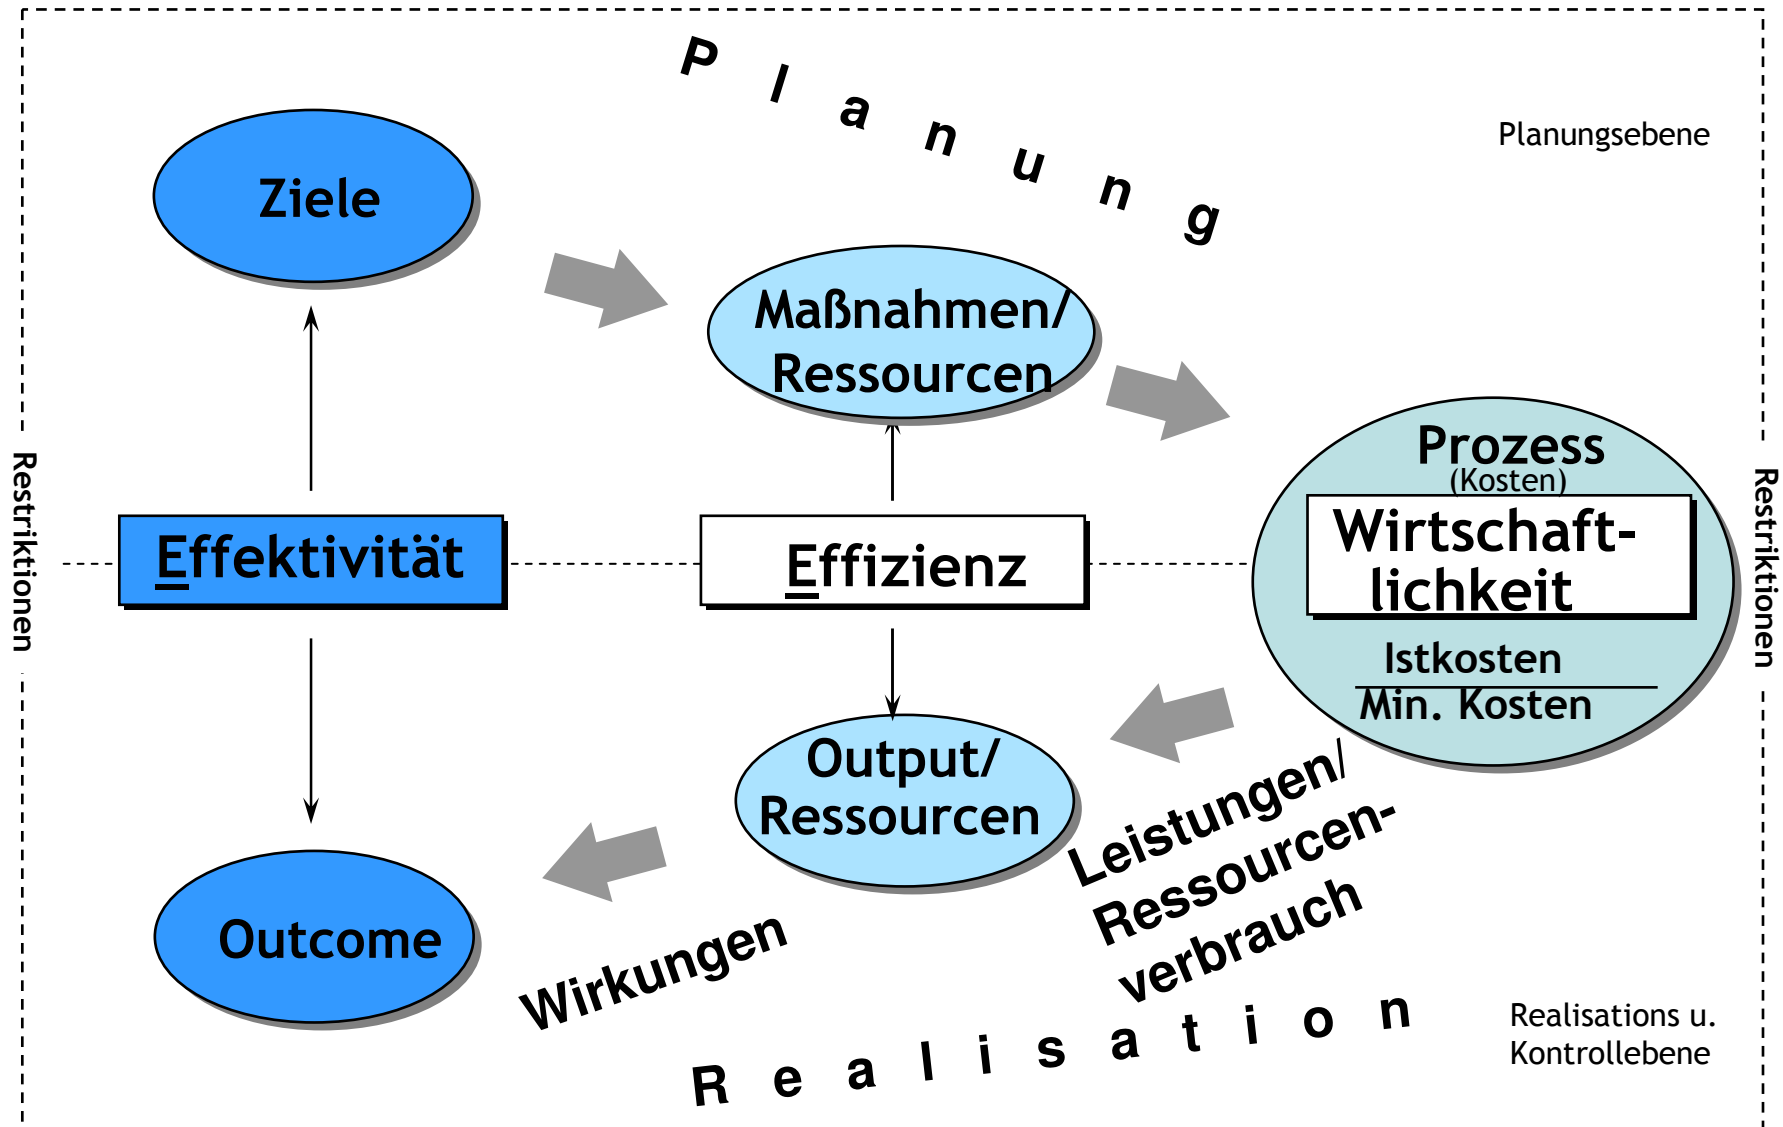 Planung
Planungsebene
Ziele
Maßnahmen/
Ressourcen
Prozess
(Kosten)
Wirtschaft-
lichkeit
Istkosten
Min. Kosten
Restriktionen
Effektivität
Effizienz
Restriktionen
Output/
Ressourcen
Leistungen/
Ressourcen-
verbrauch
Outcome
Wirkungen
Realisation
Realisations u.
Kontrollebene